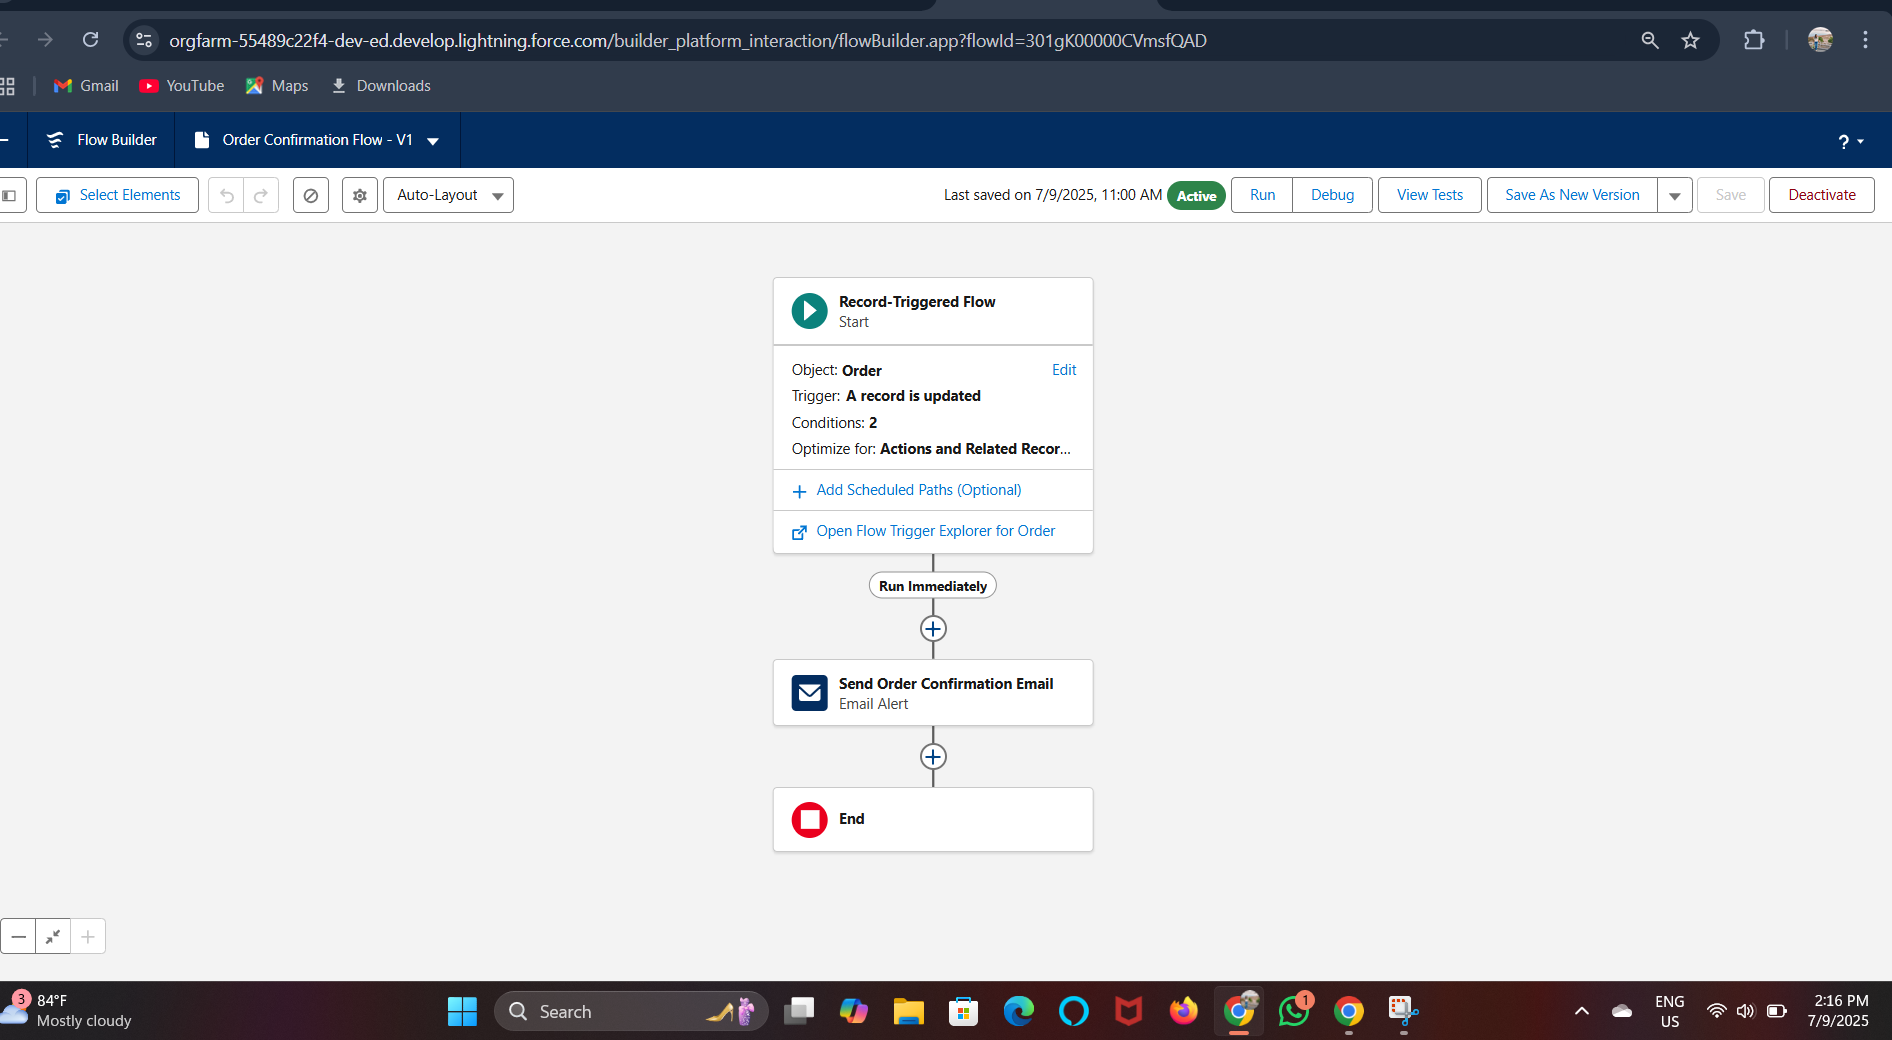 orgfarm-55489c22f4-dev-ed.develop.lightning.force.com/builder_platform_interaction/flowBuilder.app?flowId=301gK00000CVmsfQAD
Gmail YouTube Maps Downloads
Flow Builder Order Confirmation Flow - V1 ?
Select Elements Auto-Layout Last saved on 7/9/2025, 11:00 AM Active Run Debug View Tests Save As New Version Save Deactivate
Record-Triggered Flow
Start
Object: Order Edit
Trigger: A record is updated
Conditions: 2
Optimize for: Actions and Related Recor...
Add Scheduled Paths (Optional)
Open Flow Trigger Explorer for Order
Run Immediately
Send Order Confirmation Email
Email Alert
End
3 84°F
Mostly cloudy
Search
1
ENG
US
2:16 PM
7/9/2025